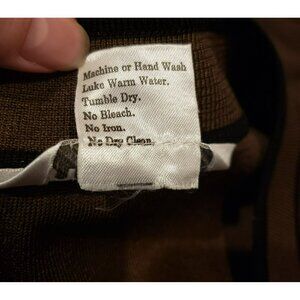 Machine or Hand Wash
Luke Warm Water.
Tumble Dry.
No Bleach.
No Iron.
No Dry Clean.